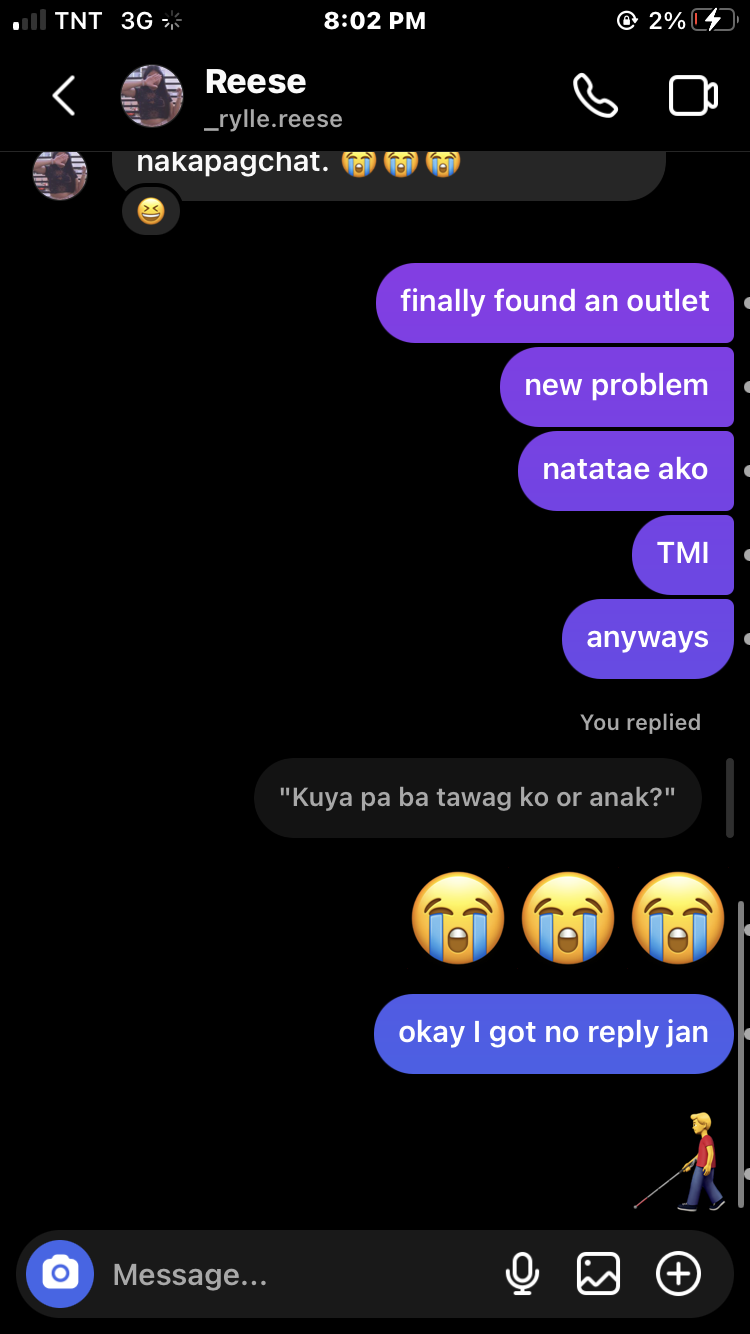 TNT 3G 8:02 PM 2%
Reese
_rylle.reese
nakapagchat. 😭😭😭
😆
finally found an outlet
new problem
natatae ako
TMI
anyways
You replied
"Kuya pa ba tawag ko or anak?"
😭😭😭
okay I got no reply jan
👨‍🦯
Message...